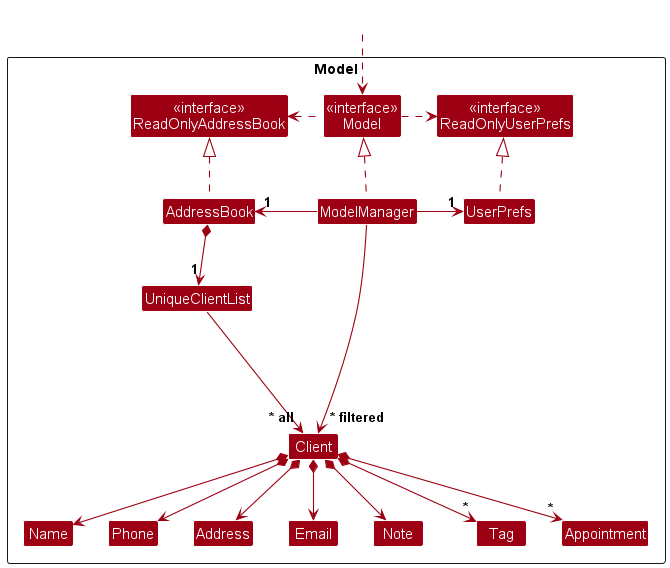 Model
«interface»
ReadOnlyAddressBook
«interface»
Model
«interface»
ReadOnlyUserPrefs
AddressBook
1
ModelManager
1
UserPrefs
1
UniqueClientList
* all
* filtered
Client
*
*
Name
Phone
Address
Email
Note
Tag
Appointment